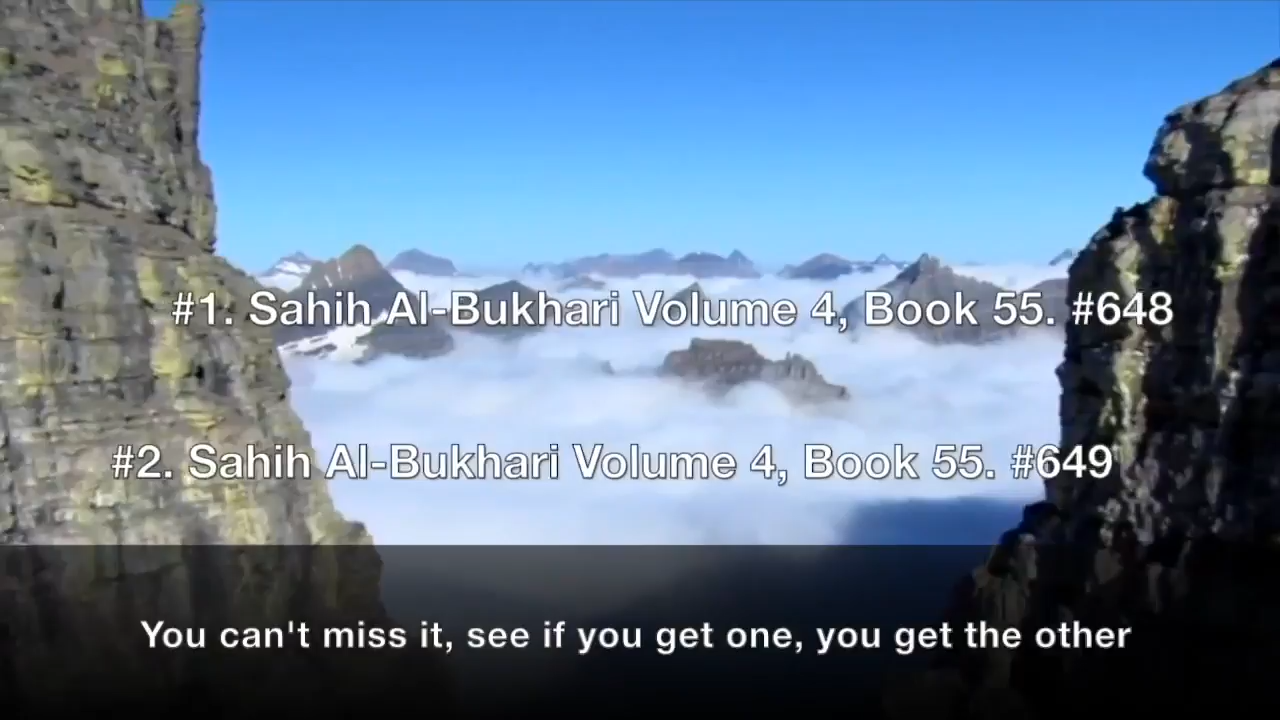 #1. Sahih Al-Bukhari Volume 4, Book 55. #648
#2. Sahih Al-Bukhari Volume 4, Book 55. #649
You can't miss it, see if you get one, you get the other